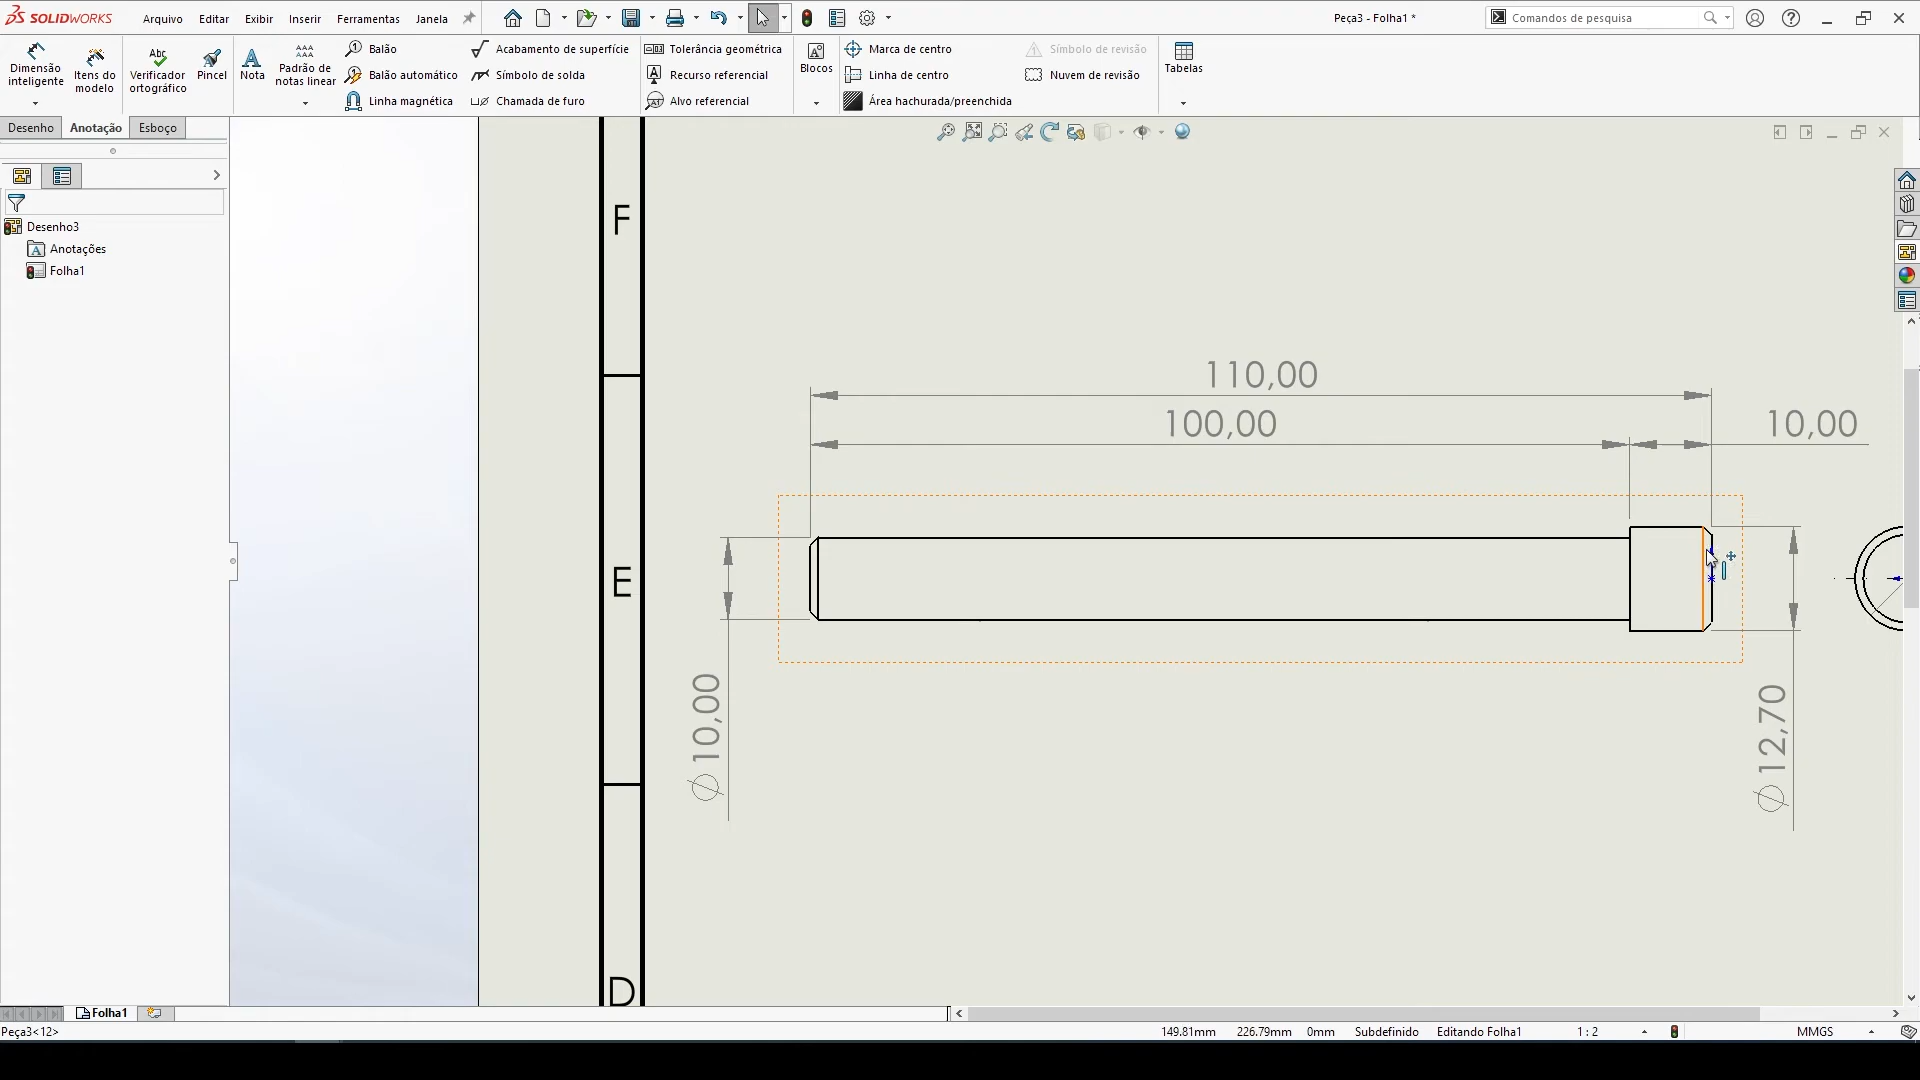 SOLIDWORKS
Arquivo Editar Exibir Inserir Ferramentas Janela
Peça3 - Folha1 *
Comandos de pesquisa
Dimensão inteligente
Itens do modelo
Verificador ortográfico
Pincel
Nota
Padrão de notas linear
Balão
Balão automático
Linha magnética
Acabamento de superfície
Símbolo de solda
Chamada de furo
Tolerância geométrica
Recurso referencial
Alvo referencial
Blocos
Marca de centro
Linha de centro
Área hachurada/preenchida
Símbolo de revisão
Nuvem de revisão
Tabelas
Desenho Anotação Esboço
Desenho3
Anotações
Folha1
F
E
D
110,00
100,00
10,00
∅ 10,00
∅ 12,70
Folha1
Peça3<12>
149.81mm 226.79mm 0mm Subdefinido Editando Folha1 1 : 2 MMGS